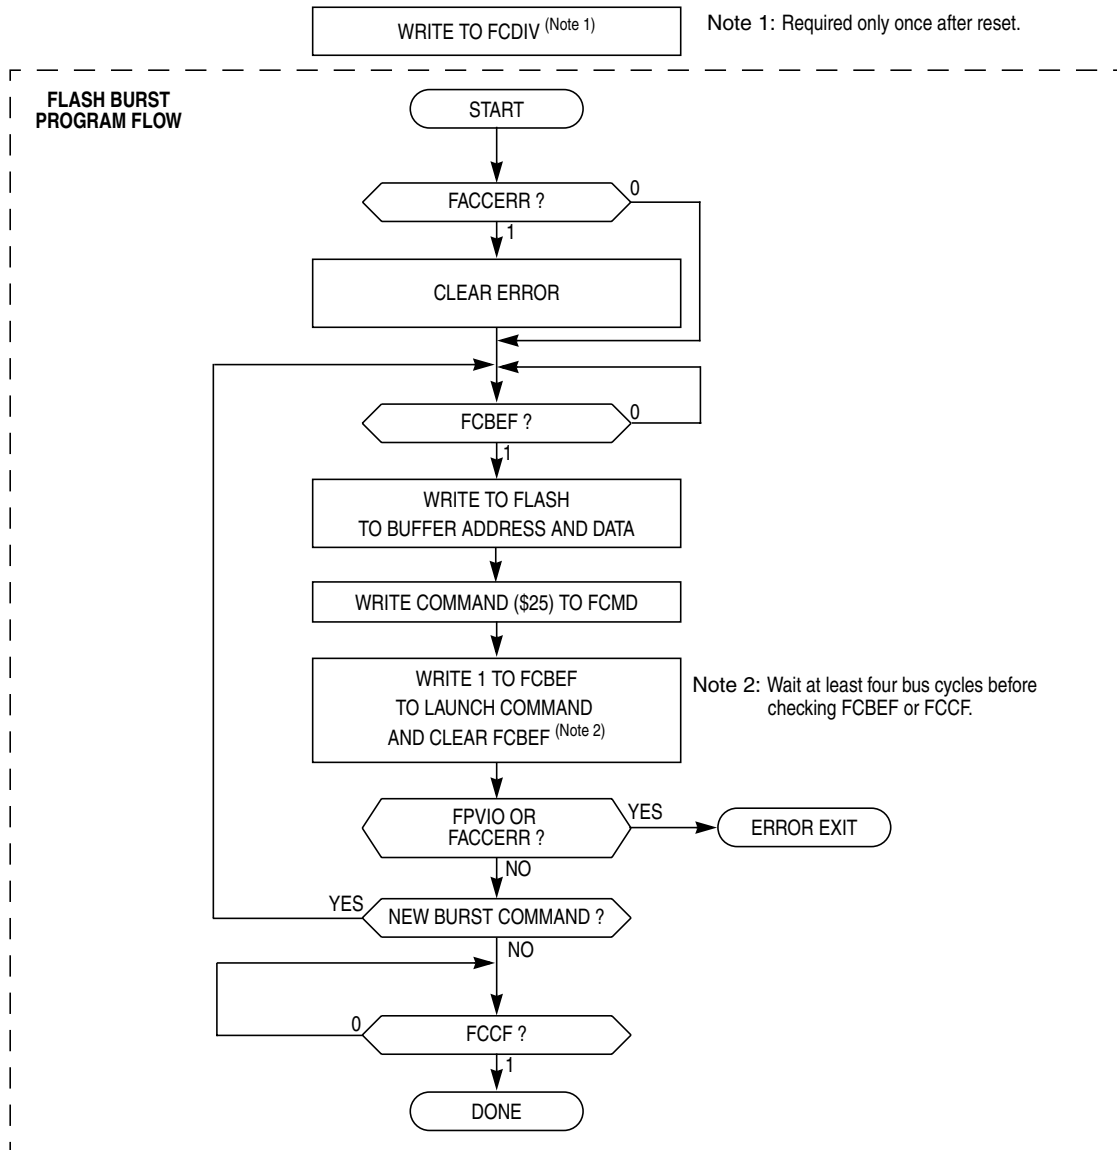 WRITE TO FCDIV (Note 1)
Note 1: Required only once after reset.
FLASH BURST
PROGRAM FLOW
START
FACCERR ?
0
1
CLEAR ERROR
FCBEF ?
0
1
WRITE TO FLASH
TO BUFFER ADDRESS AND DATA
WRITE COMMAND ($25) TO FCMD
WRITE 1 TO FCBEF
TO LAUNCH COMMAND
AND CLEAR FCBEF (Note 2)
Note 2: Wait at least four bus cycles before
checking FCBEF or FCCF.
FPVIO OR
FACCERR ?
YES
ERROR EXIT
NO
YES
NEW BURST COMMAND ?
NO
0
FCCF ?
1
DONE